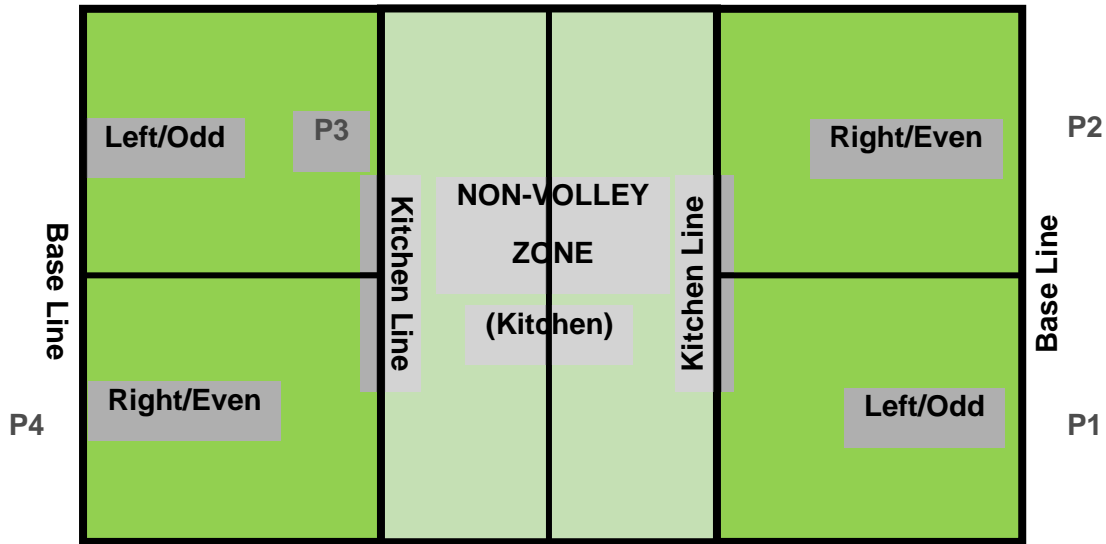 Left/Odd
P3
Right/Even
P2
NON-VOLLEY
ZONE
(Kitchen)
Kitchen Line
Kitchen Line
Base Line
Base Line
Right/Even
P4
Left/Odd
P1